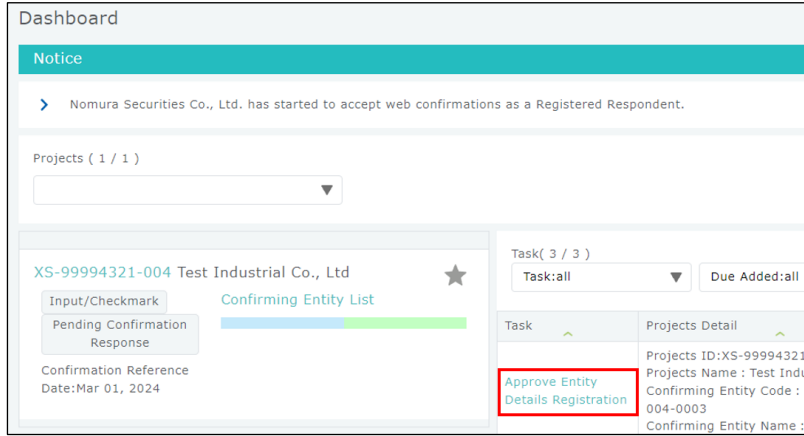 Dashboard
Notice
Nomura Securities Co., Ltd. has started to accept web confirmations as a Registered Respondent.
Projects ( 1 / 1 )
XS-99994321-004 Test Industrial Co., Ltd
Input/Checkmark
Pending Confirmation
Response
Confirming Entity List
Confirmation Reference
Date:Mar 01, 2024
Task( 3 / 3 )
Task:all
Due Added:all
Task
Projects Detail
Approve Entity
Details Registration
Projects ID:XS-99994321
Projects Name : Test Indu
Confirming Entity Code :
004-0003
Confirming Entity Name :